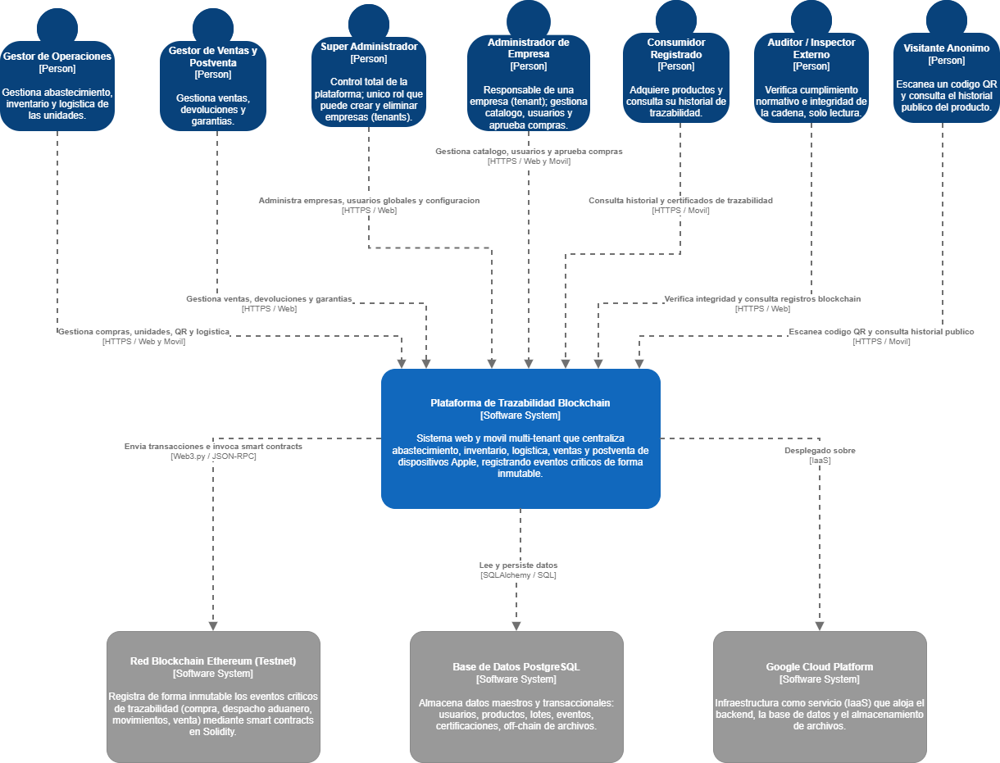 Gestor de Operaciones
[Person]
Gestiona abastecimiento,
inventario y logistica de
las unidades.
Gestor de Ventas y
Postventa
[Person]
Gestiona ventas,
devoluciones y
garantias.
Super Administrador
[Person]
Control total de la
plataforma; unico rol que
puede crear y eliminar
empresas (tenants).
Administrador de
Empresa
[Person]
Responsable de una
empresa (tenant); gestiona
catalogo, usuarios y
aprueba compras.
Consumidor
Registrado
[Person]
Adquiere productos y
consulta su historial de
trazabilidad.
Auditor / Inspector
Externo
[Person]
Verifica cumplimiento
normativo e integridad de
la cadena, solo lectura.
Visitante Anonimo
[Person]
Escanea un codigo QR
y consulta el historial
publico del producto.
Gestiona catalogo, usuarios y aprueba compras
[HTTPS / Web y Movil]
Administra empresas, usuarios globales y configuracion
[HTTPS / Web]
Consulta historial y certificados de trazabilidad
[HTTPS / Movil]
Gestiona ventas, devoluciones y garantias
[HTTPS / Web]
Verifica integridad y consulta registros blockchain
[HTTPS / Web]
Gestiona compras, unidades, QR y logistica
[HTTPS / Web y Movil]
Escanea codigo QR y consulta historial publico
[HTTPS / Movil]
Plataforma de Trazabilidad Blockchain
[Software System]
Sistema web y movil multi-tenant que centraliza
abastecimiento, inventario, logistica, ventas y postventa de
dispositivos Apple, registrando eventos criticos de forma
inmutable.
Envia transacciones e invoca smart contracts
[Web3.py / JSON-RPC]
Desplegado sobre
[IaaS]
Lee y persiste datos
[SQLAlchemy / SQL]
Red Blockchain Ethereum (Testnet)
[Software System]
Registra de forma inmutable los eventos criticos
de trazabilidad (compra, despacho aduanero,
movimientos, venta) mediante smart contracts
en Solidity.
Base de Datos PostgreSQL
[Software System]
Almacena datos maestros y transaccionales:
usuarios, productos, lotes, eventos,
certificaciones, off-chain de archivos.
Google Cloud Platform
[Software System]
Infraestructura como servicio (IaaS) que aloja el
backend, la base de datos y el almacenamiento
de archivos.